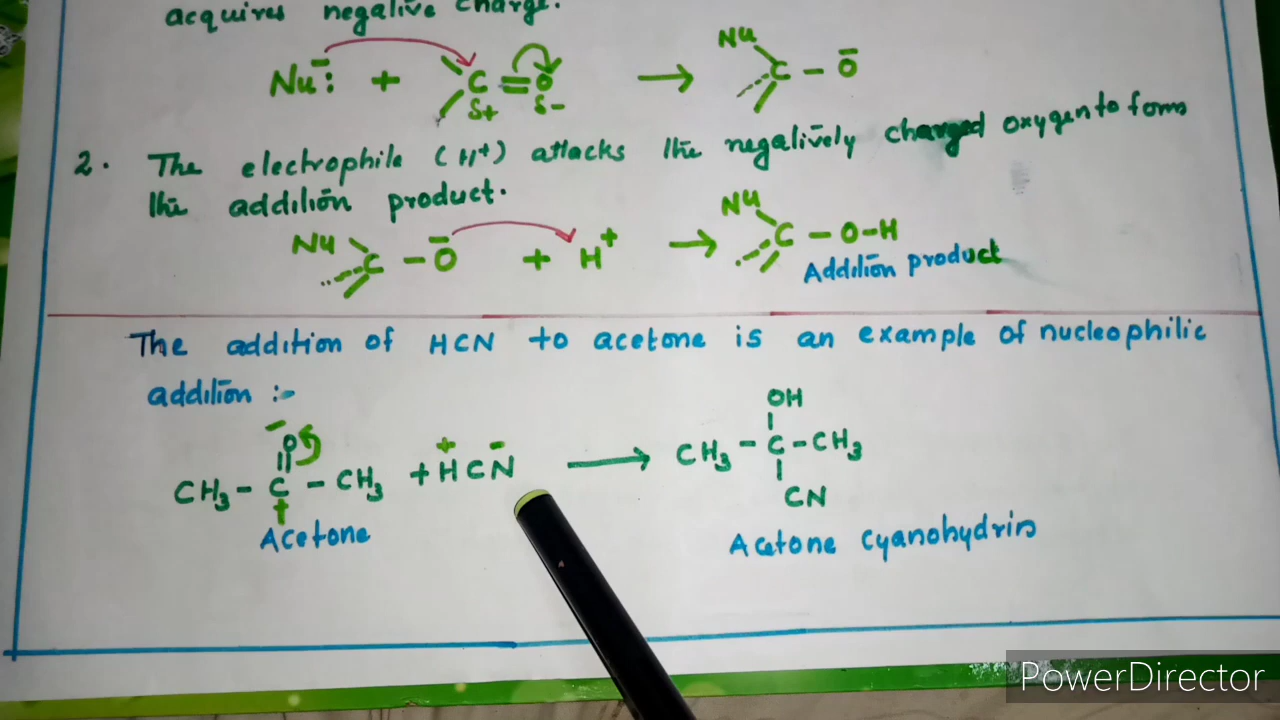 acquires negative charge.
Nu:⁻ + C=O → Nu C-O⁻
δ+ δ-
2. The electrophile (H⁺) attacks the negatively charged oxygen to form
the addition product.
Nu C-O⁻ + H⁺ → Nu C-O-H
Addition product
The addition of HCN to acetone is an example of nucleophilic
addition :-
OH
O⁻
CH₃-C-CH₃ + H⁺CN⁻ → CH₃-C-CH₃
+
CN
Acetone Acetone Cyanohydrin
PowerDirector